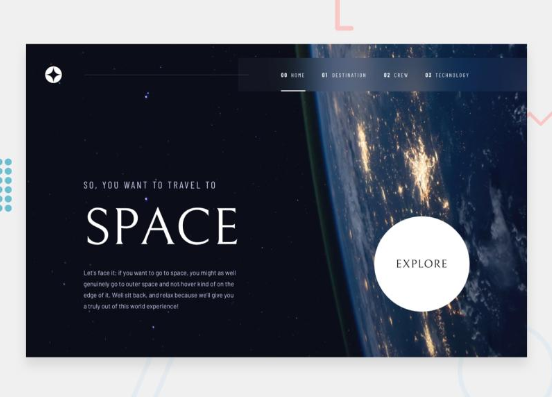 00 HOME 01 DESTINATION 02 CREW 03 TECHNOLOGY
SO, YOU WANT TO TRAVEL TO
SPACE
Let's face it; if you want to go to space, you might as well
genuinely go to outer space and not hover kind of on the
edge of it. Well sit back, and relax because we'll give you
a truly out of this world experience!
EXPLORE